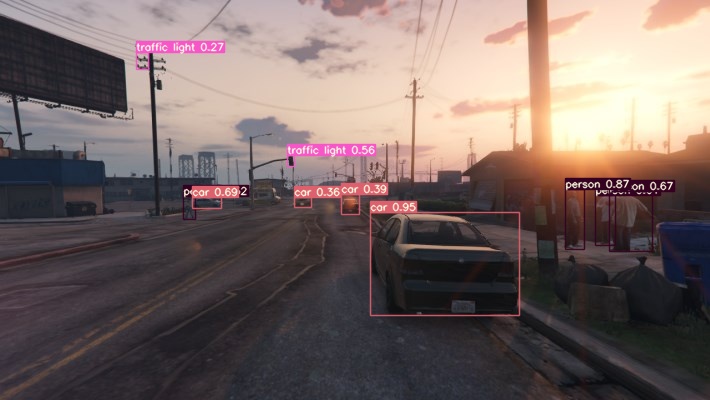 traffic light 0.27
traffic light 0.56
car 0.69
car 0.36
car 0.39
person 0.87
on 0.67
car 0.95